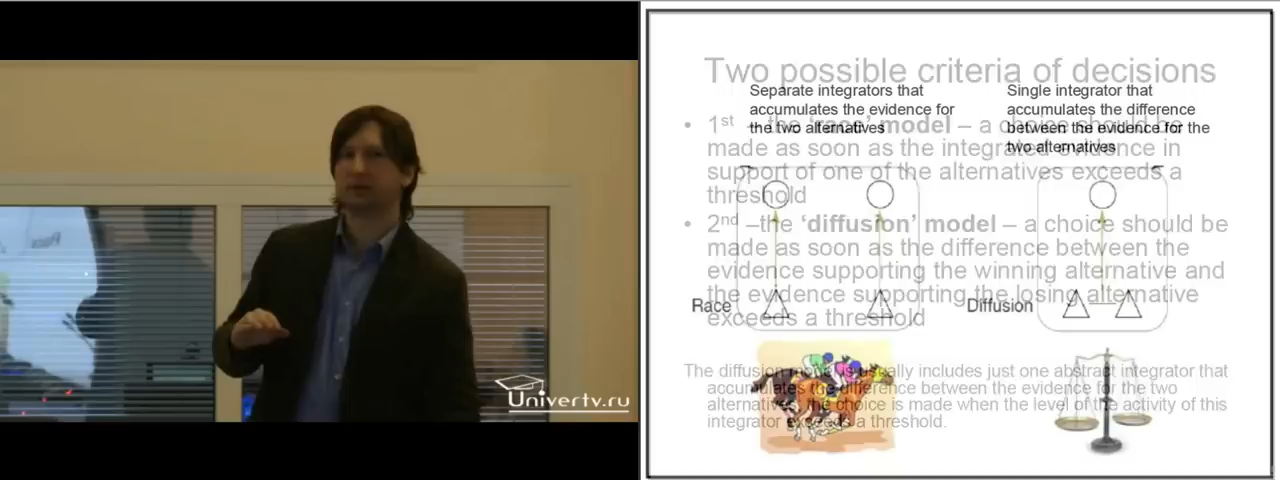 Univertv.ru
Two possible criteria of decisions
• 1st – the ‘race’ model – a choice should be
made as soon as the integrated evidence in
support of one of the alternatives exceeds a
threshold
• 2nd –the ‘diffusion’ model – a choice should be
made as soon as the difference between the
evidence supporting the winning alternative and
the evidence supporting the losing alternative
exceeds a threshold
The diffusion model usually includes just one abstract integrator that
accumulates the difference between the evidence for the two
alternatives, the choice is made when the level of the activity of this
integrator exceeds a threshold.
Separate integrators that
accumulates the evidence for
the two alternatives
Single integrator that
accumulates the difference
between the evidence for the
two alternatives
Race
Diffusion